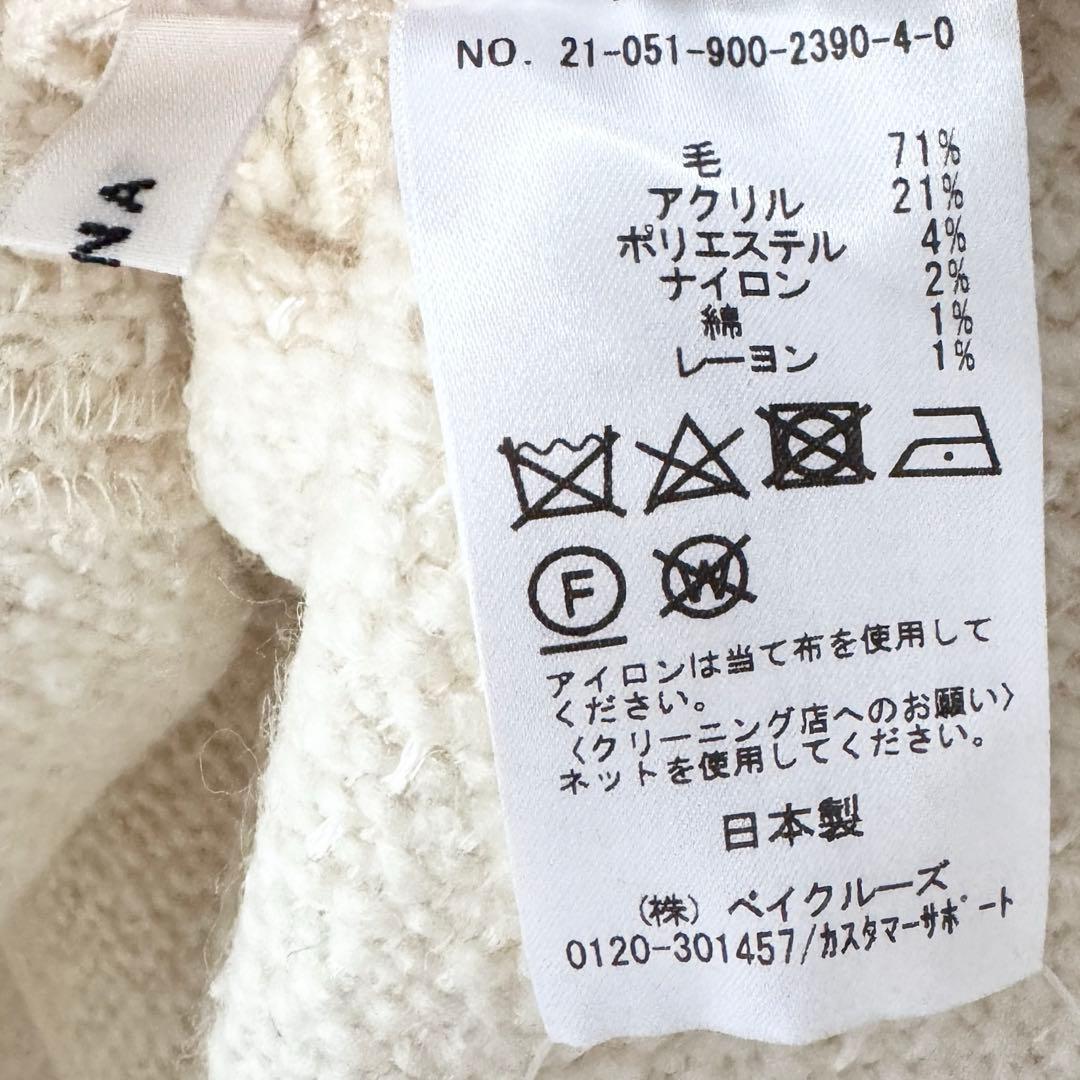 NO. 21-051-900-2390-4-0
毛 71%
アクリル 21%
ポリエステル 4%
ナイロン 2%
綿 1%
レーヨン 1%
F W
アイロンは当て布を使用して
ください。
〈クリーニング店へのお願い〉
ネットを使用してください。
日本製
(株) ベイクルーズ
0120-301457/カスタマーサポート
NA